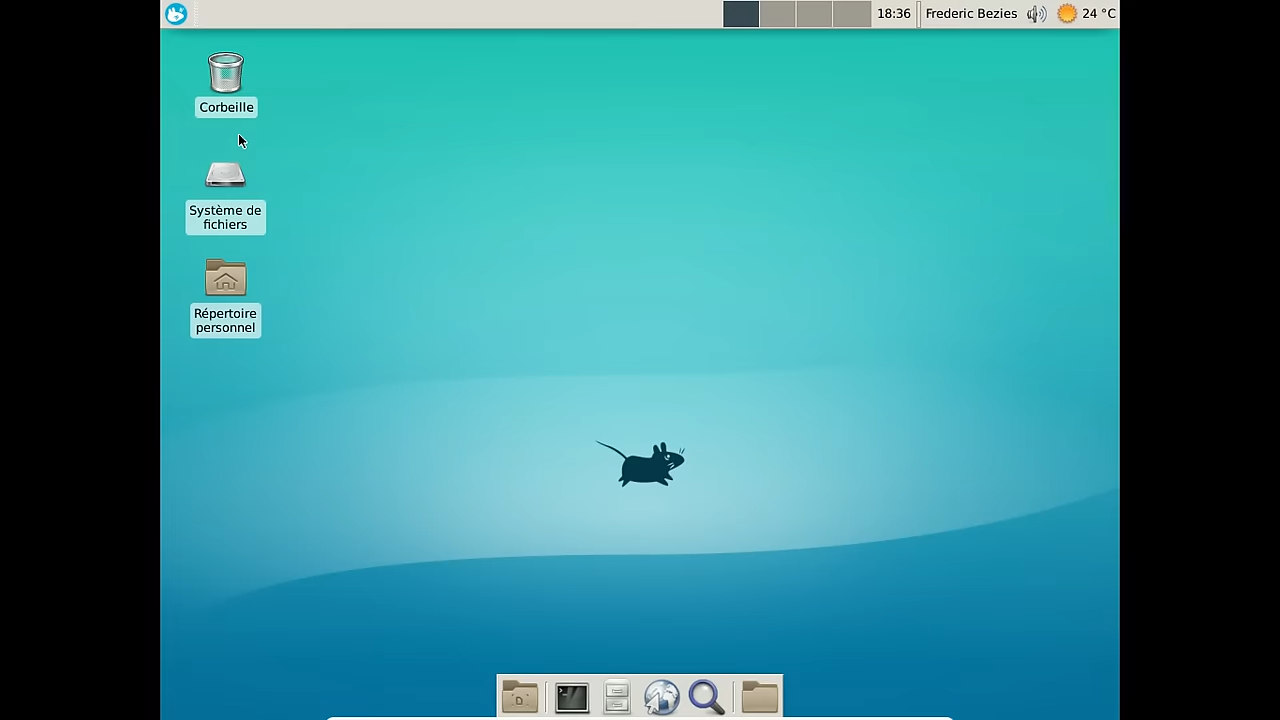 18:36 Frederic Bezies 24 °C
Corbeille
Système de
fichiers
Répertoire
personnel